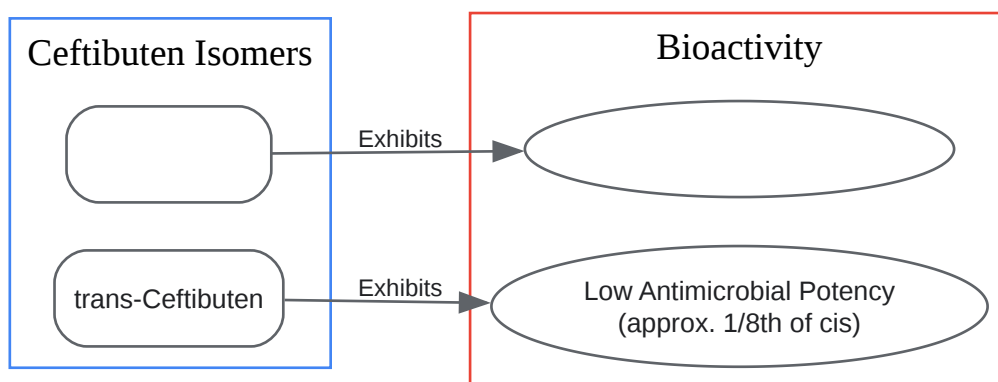 Ceftibuten Isomers
Bioactivity
Exhibits
trans-Ceftibuten
Exhibits
Low Antimicrobial Potency
(approx. 1/8th of cis)